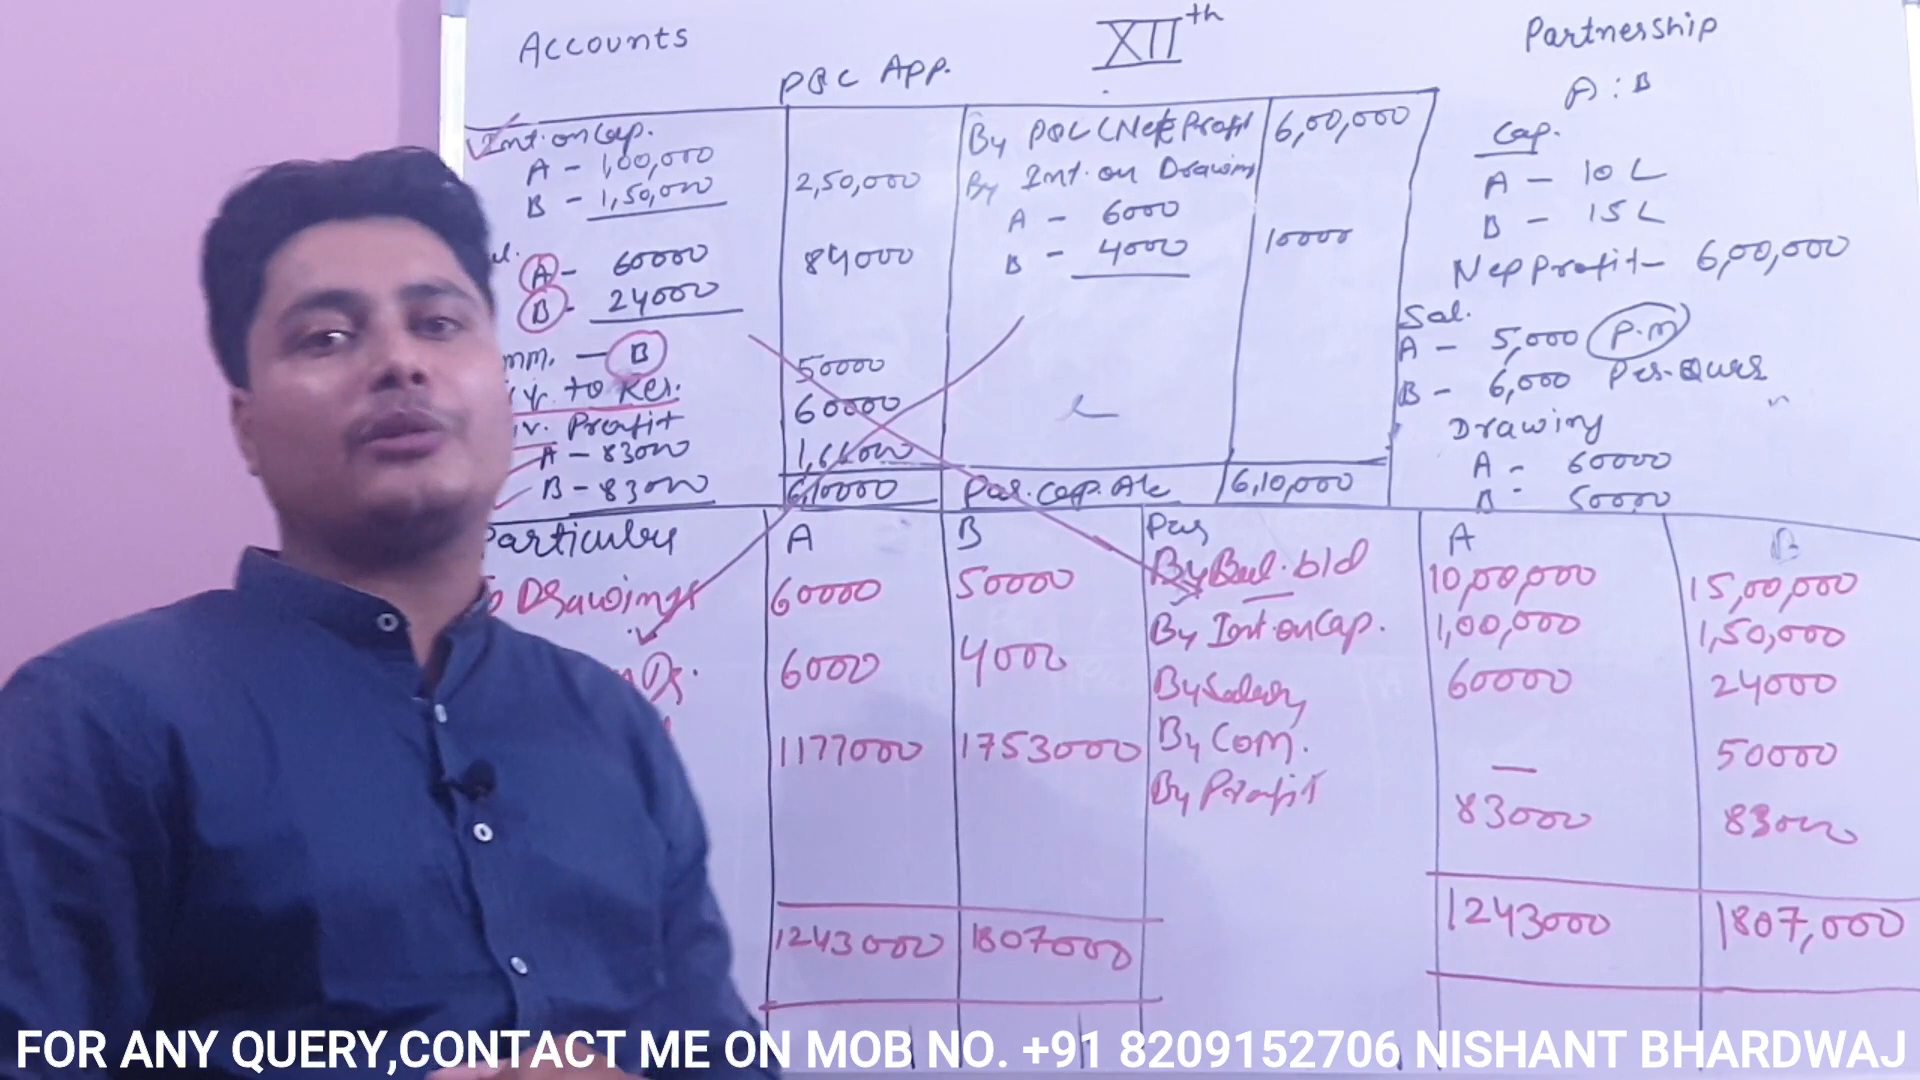 Accounts
XIIth
Partnership
P&L App.
A : B
Int. on Cap.
A - 1,00,000
B - 1,50,000
2,50,000
A - 60000
B - 24000
84000
B
50000
to Res.
60000
Profit
A - 83000
B - 83000
1,66000
610000
By P&L (Net Profit
6,00,000
By Int. on Drawing
A - 6000
B - 4000
10000
6,10,000
Par. Cap. A/c
Cap.
A - 10 L
B - 15 L
Net Profit - 6,00,000
Sal.
A - 5,000 P.m
B - 6,000 Per. Quar
Drawing
A - 60000
B - 50000
Particulars
A
B
Par
A
B
Drawings
60000
50000
By Bal. b/d
10,00,000
15,00,000
6000
4000
By Int. on Cap.
1,00,000
1,50,000
By Salary
60000
24000
1177000
1753000
By Com.
—
50000
By Profit
83000
83000
1243000
1807000
1243000
1807,000
FOR ANY QUERY,CONTACT ME ON MOB NO. +91 8209152706 NISHANT BHARDWAJ